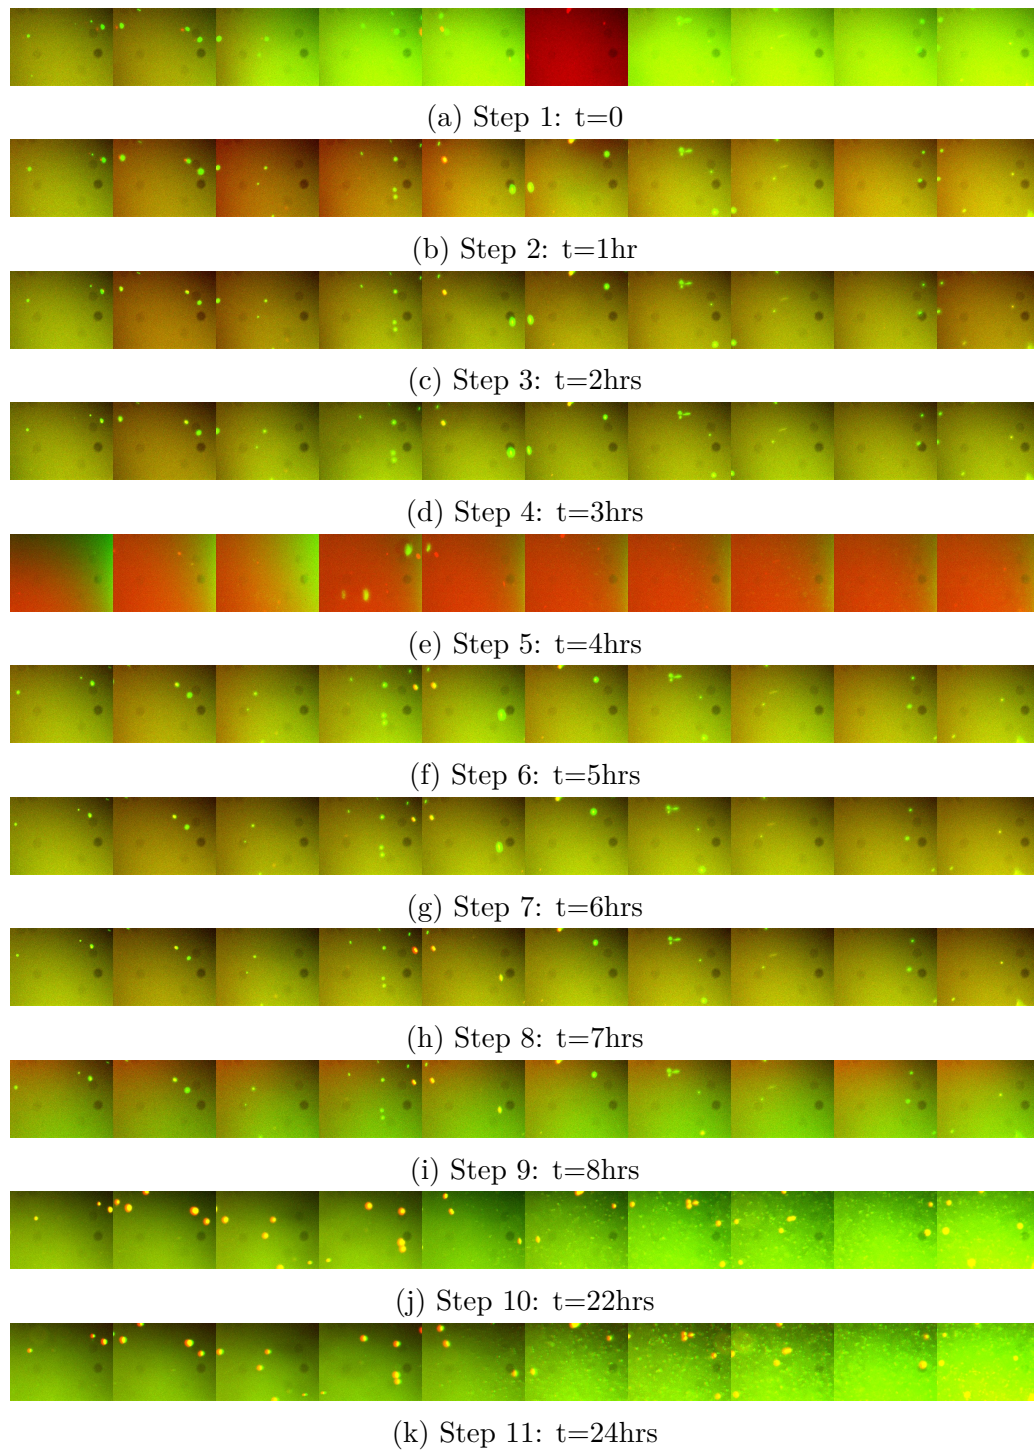 (a) Step 1: t=0
(b) Step 2: t=1hr
(c) Step 3: t=2hrs
(d) Step 4: t=3hrs
(e) Step 5: t=4hrs
(f) Step 6: t=5hrs
(g) Step 7: t=6hrs
(h) Step 8: t=7hrs
(i) Step 9: t=8hrs
(j) Step 10: t=22hrs
(k) Step 11: t=24hrs